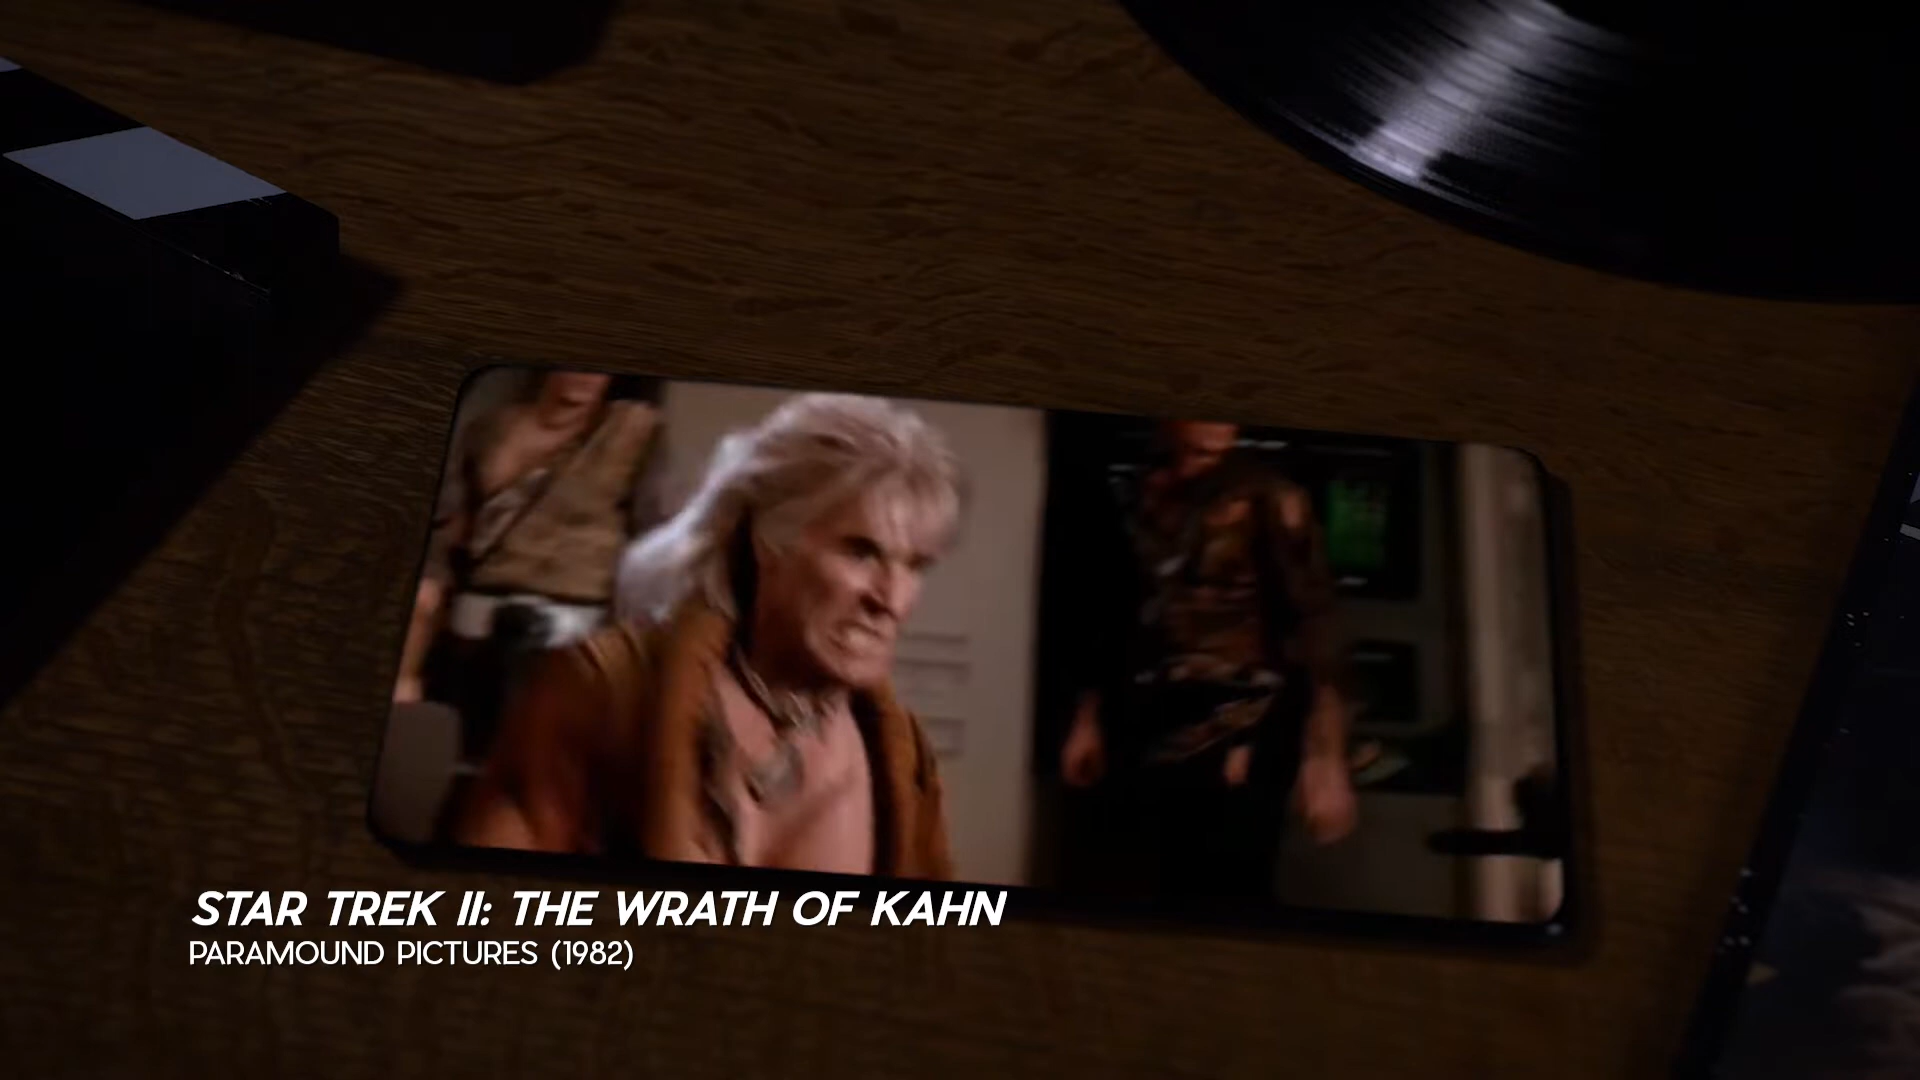 STAR TREK II: THE WRATH OF KAHN
PARAMOUND PICTURES (1982)